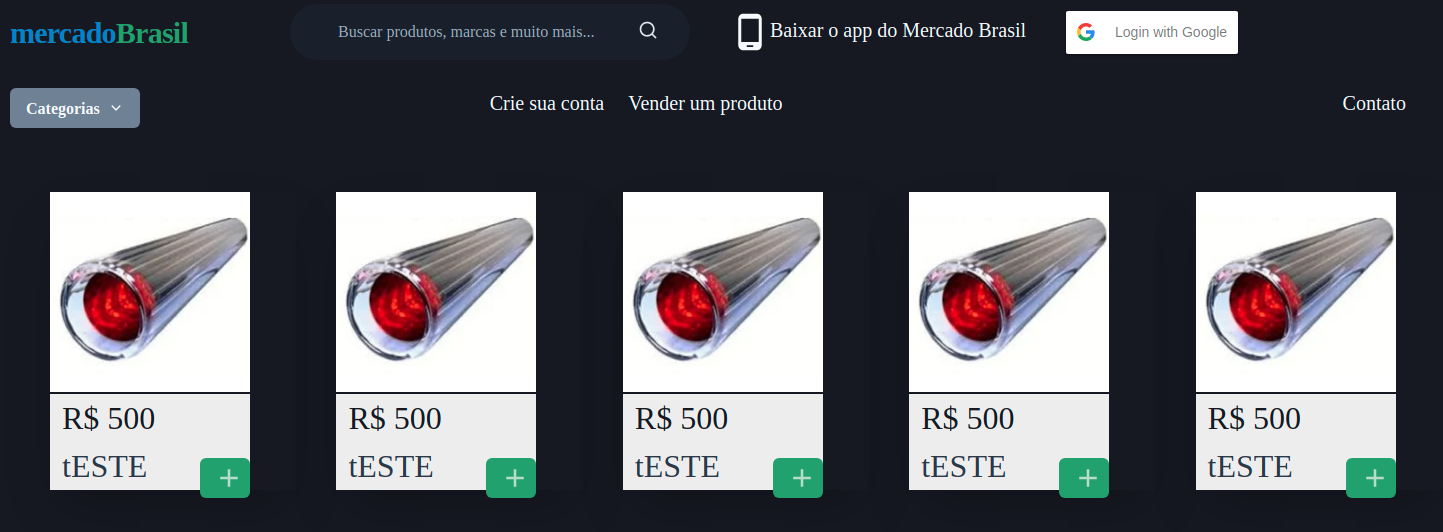 mercadoBrasil
Buscar produtos, marcas e muito mais...
Baixar o app do Mercado Brasil
Login with Google
Categorias
Crie sua conta
Vender um produto
Contato
R$ 500
tESTE
R$ 500
tESTE
R$ 500
tESTE
R$ 500
tESTE
R$ 500
tESTE